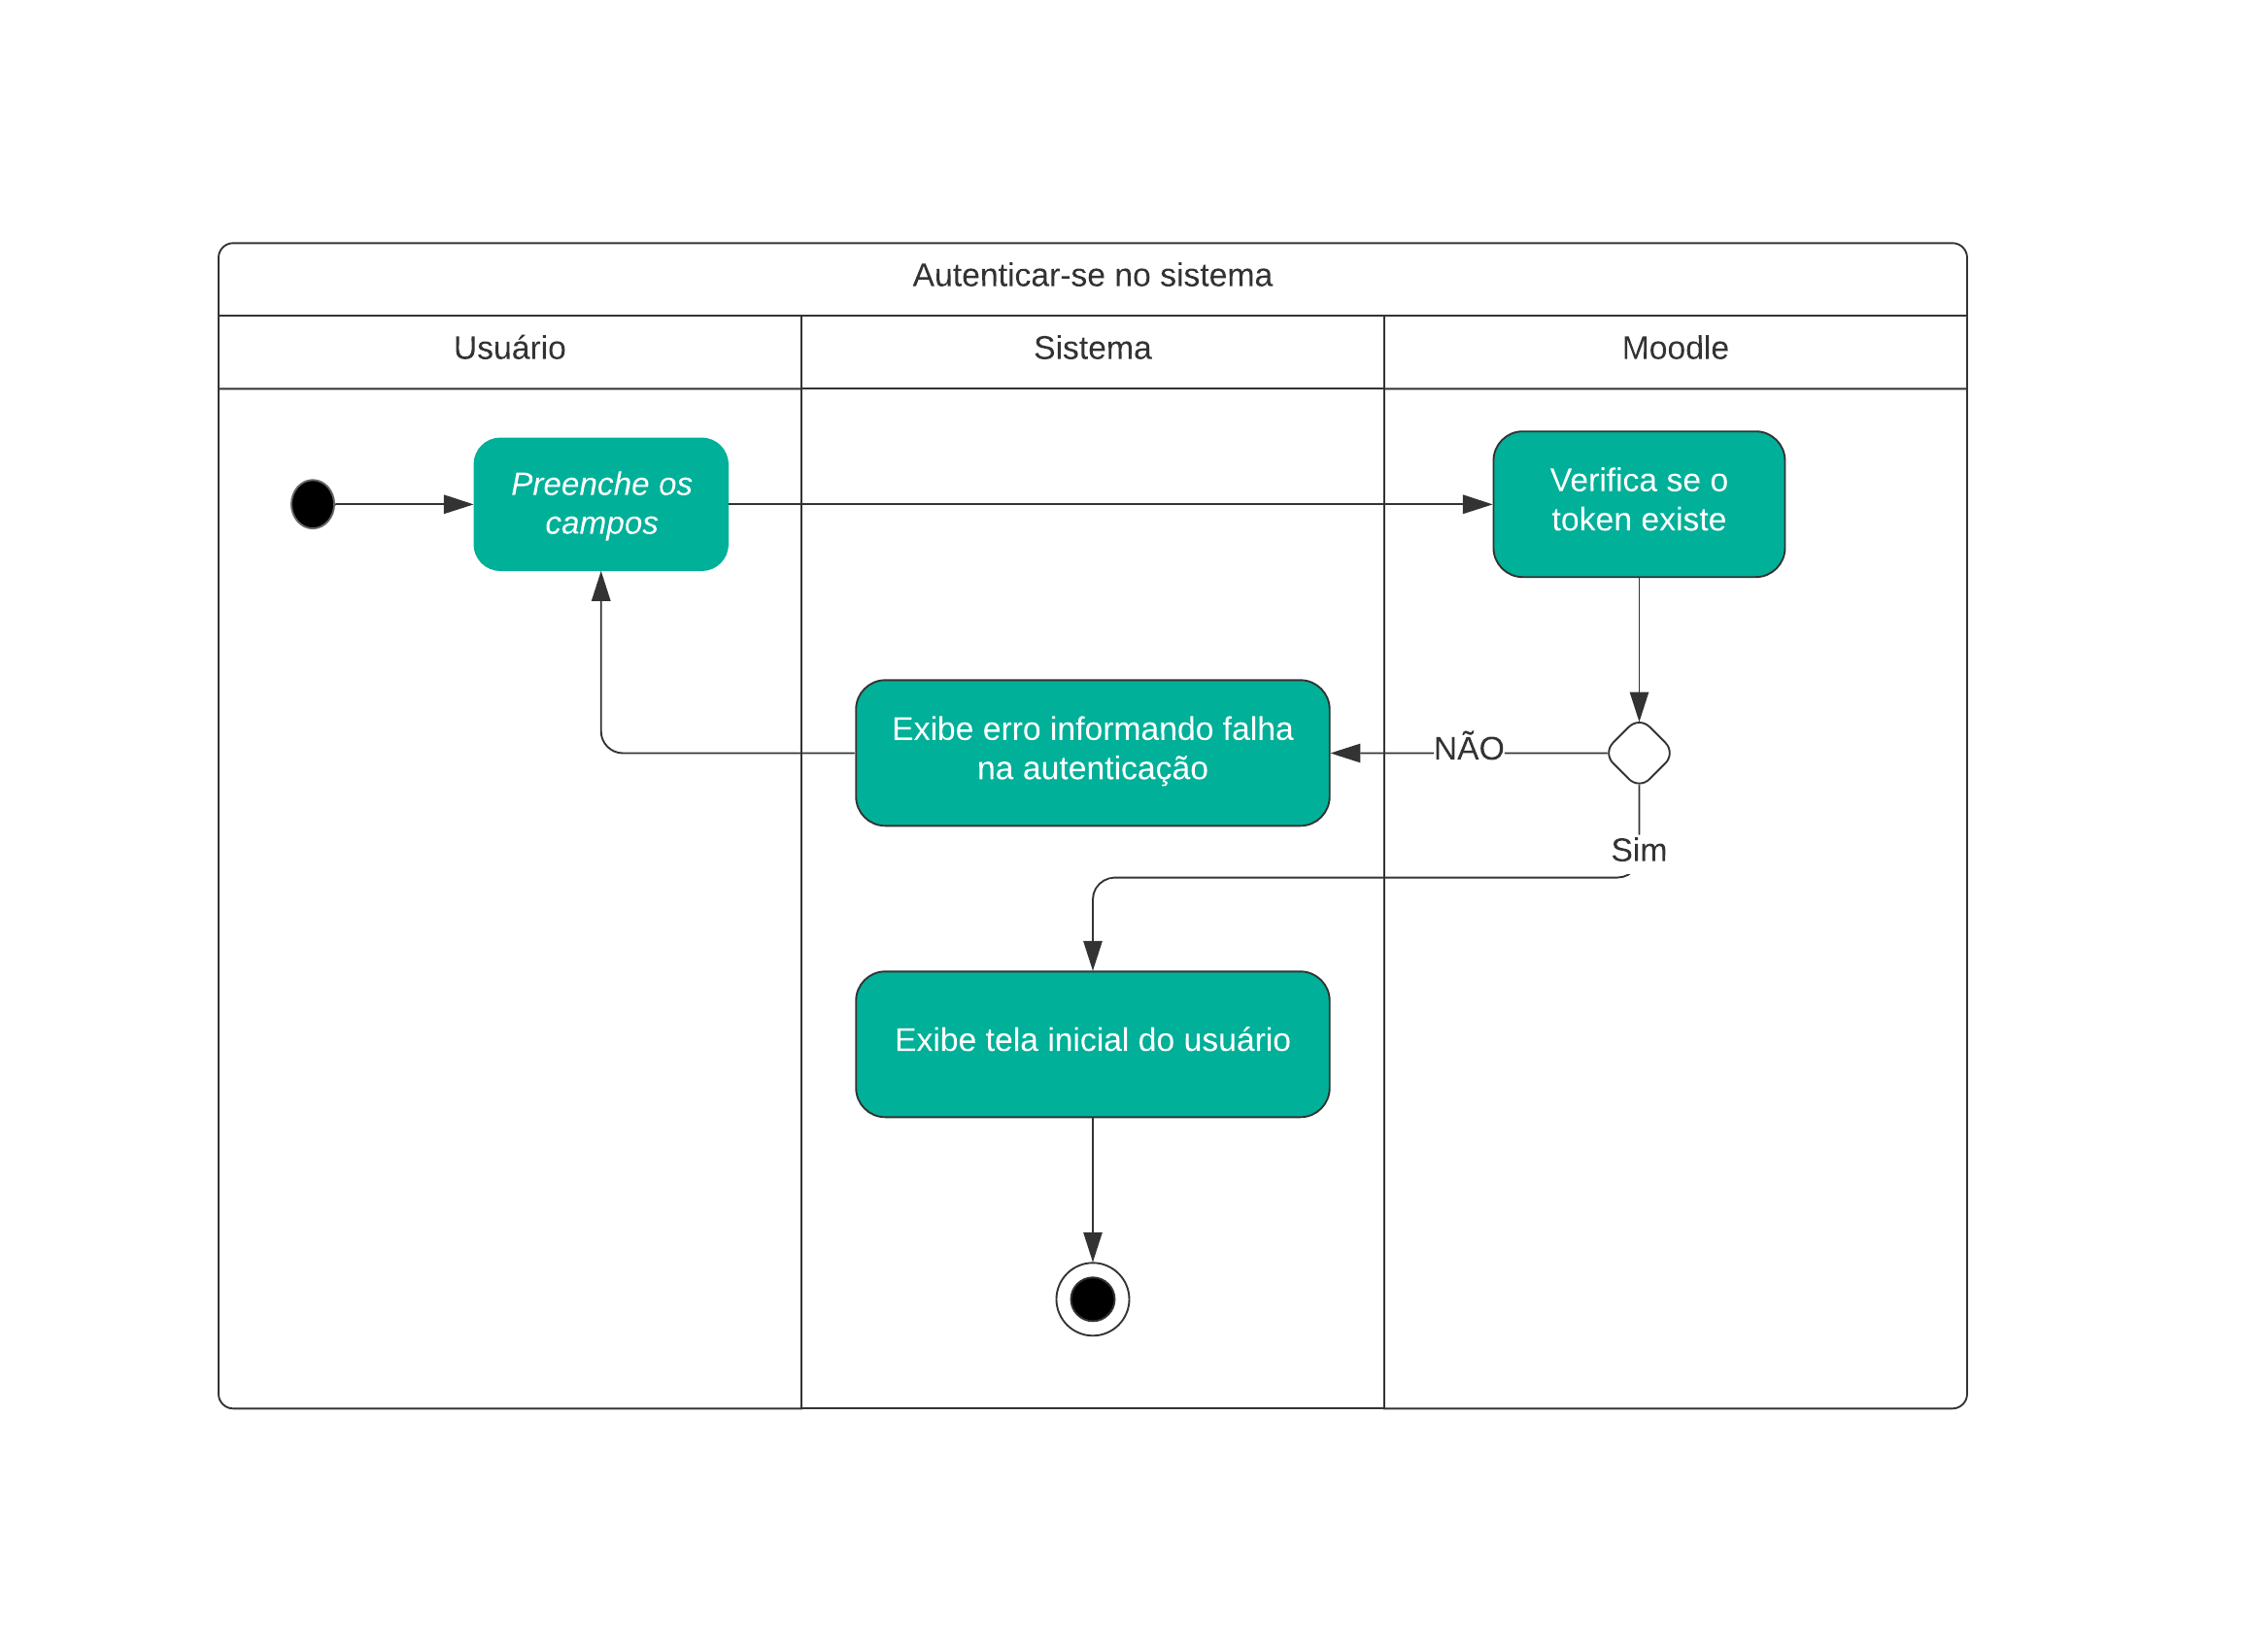 Autenticar-se no sistema
Usuário
Sistema
Moodle
Preenche os
campos
Verifica se o
token existe
Exibe erro informando falha
na autenticação
NÃO
Sim
Exibe tela inicial do usuário